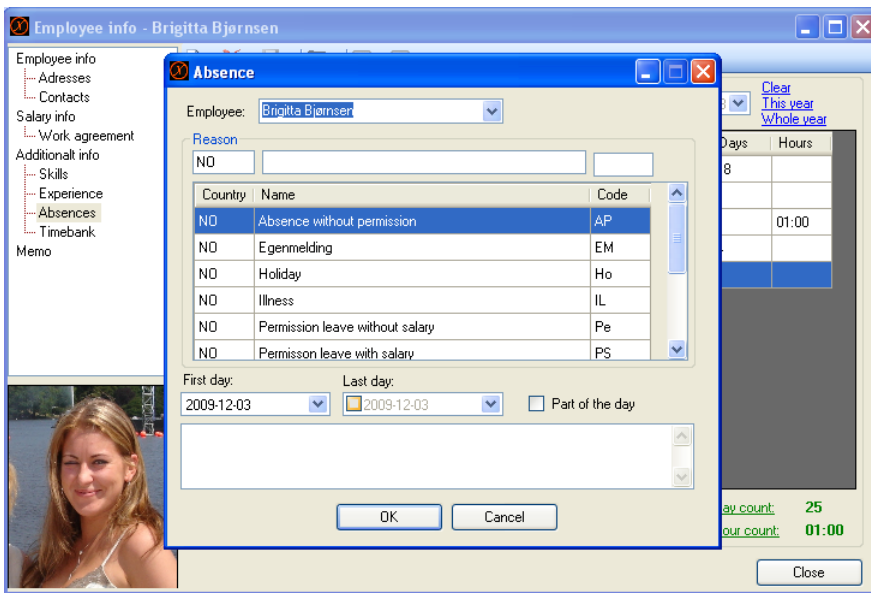 Employee info - Brigitta Bjørnsen
Employee info
Adresses
Contacts
Salary info
Work agreement
Additionalt info
Skills
Experience
Absences
Timebank
Memo
Absence
Employee: Brigitta Bjørnsen
Reason
NO
Country Name Code
NO Absence without permission AP
NO Egenmelding EM
NO Holiday Ho
NO Illness IL
NO Permission leave without salary Pe
NO Permisson leave with salary PS
First day: Last day:
2009-12-03 2009-12-03 Part of the day
OK Cancel
Clear
This year
Whole year
Days Hours
8
01:00
ay count: 25
our count: 01:00
Close